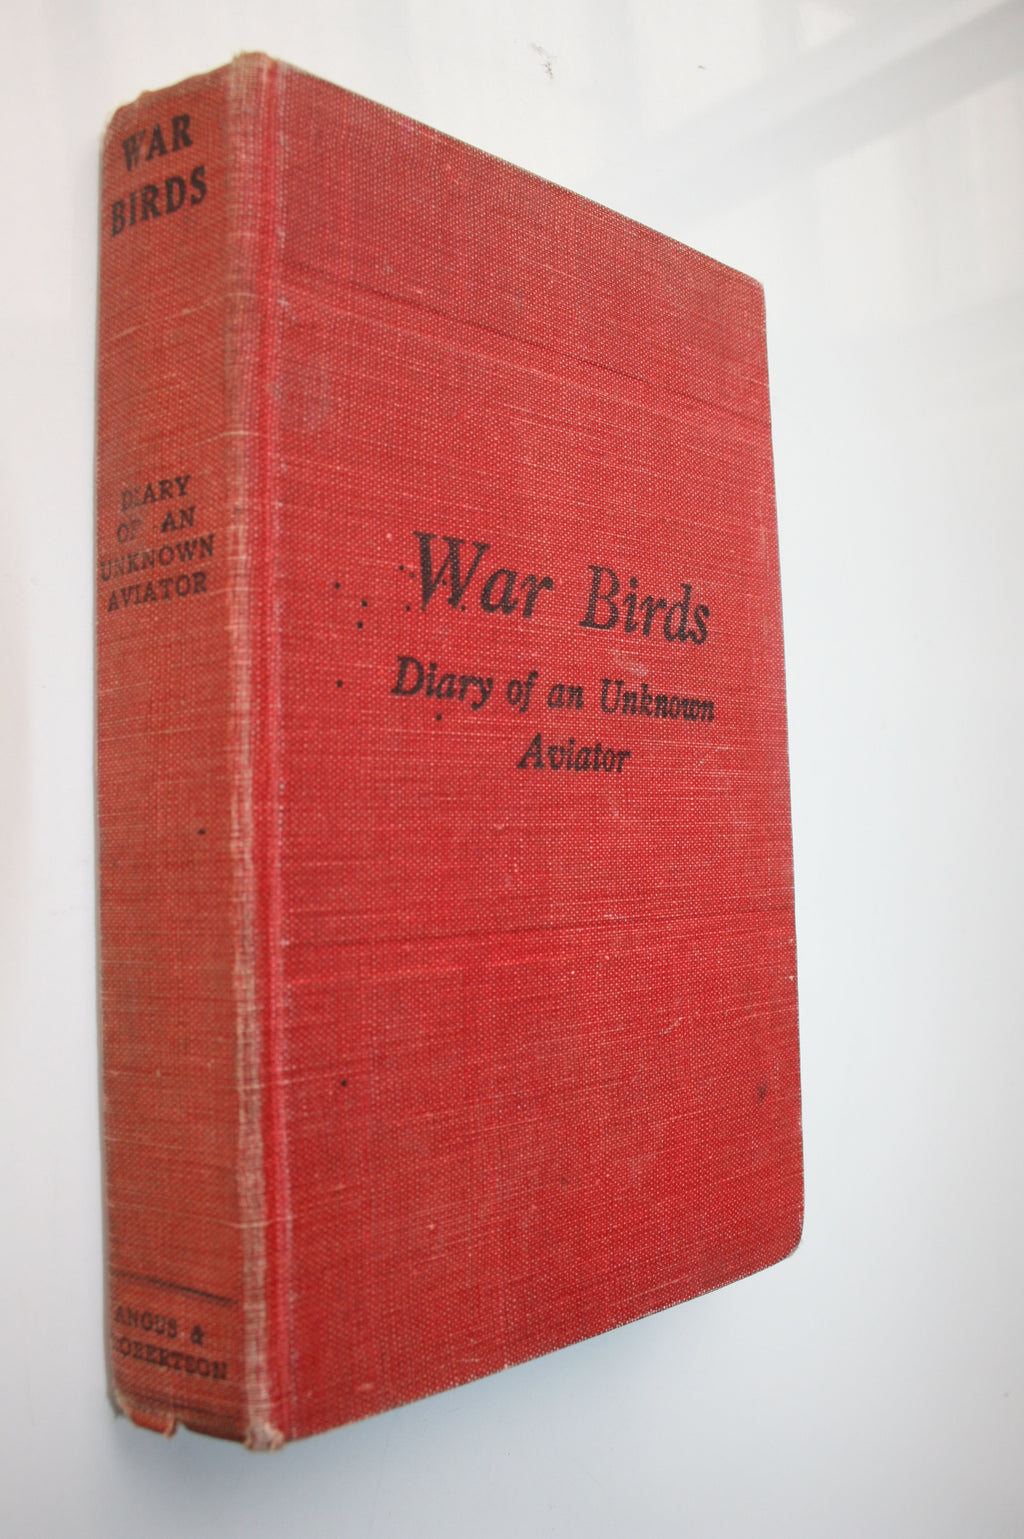 WAR
BIRDS
DIARY
OF AN
UNKNOWN
AVIATOR
ANGUS &
ROBERTSON
War Birds
Diary of an Unknown
Aviator